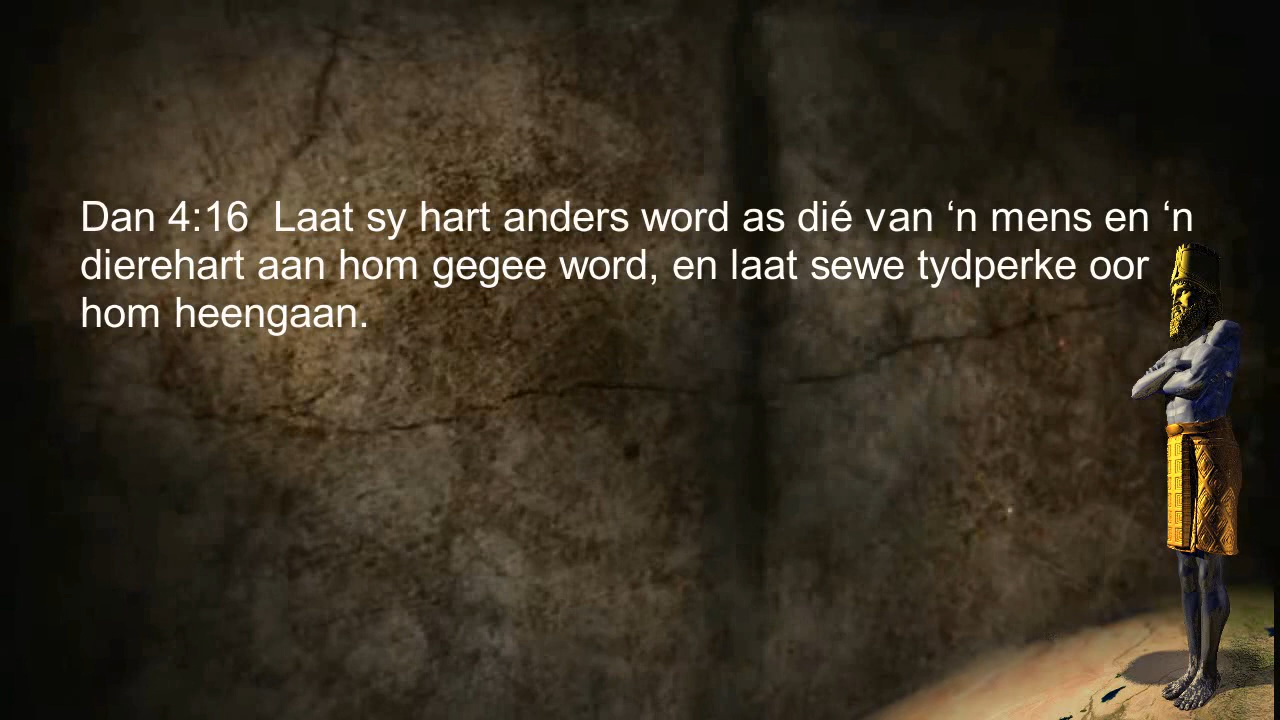 Dan 4:16  Laat sy hart anders word as dié van ‘n mens en ‘n
dierehart aan hom gegee word, en laat sewe tydperke oor
hom heengaan.